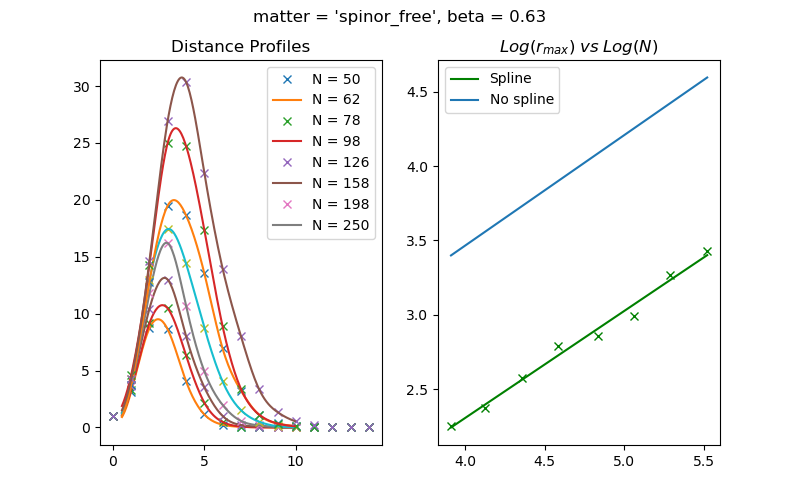 matter = 'spinor_free', beta = 0.63
Distance Profiles
30
25
20
15
10
5
0
0
5
10
N = 50
N = 62
N = 78
N = 98
N = 126
N = 158
N = 198
N = 250
Log(r_max) vs Log(N)
4.5
4.0
3.5
3.0
2.5
4.0
4.5
5.0
5.5
Spline
No spline